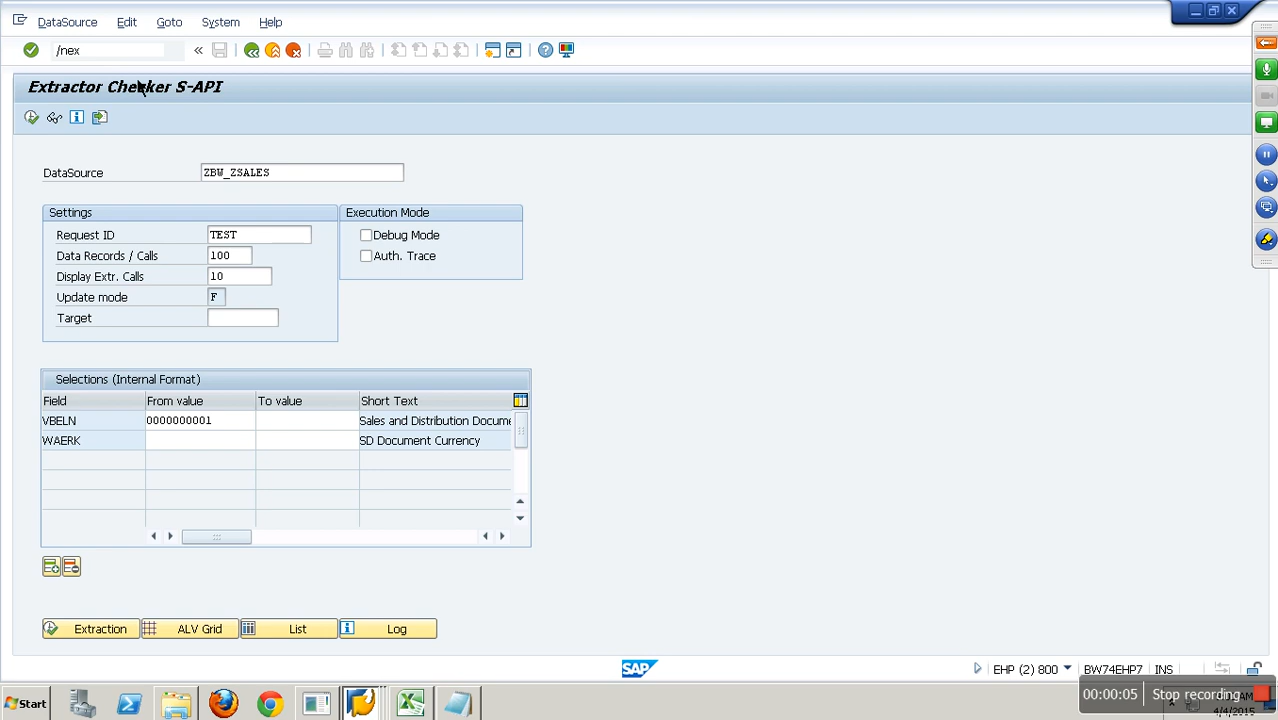 DataSource Edit Goto System Help
/nex
Extractor Checker S-API
DataSource ZBW_ZSALES
Settings Execution Mode
Request ID TEST Debug Mode
Data Records / Calls 100 Auth. Trace
Display Extr. Calls 10
Update mode F
Target
Selections (Internal Format)
Field From value To value Short Text
VBELN 0000000001 Sales and Distribution Docume
WAERK SD Document Currency
Extraction ALV Grid List Log
SAP EHP (2) 800 BW74EHP7 INS
Start 00:00:05 Stop recording
4/4/2015